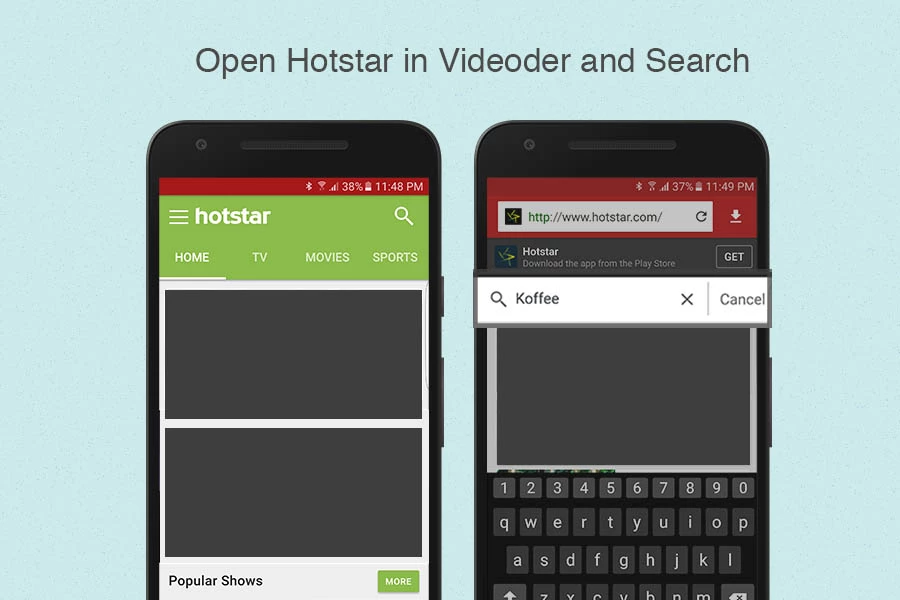 Open Hotstar in Videoder and Search
38% 11:48 PM
hotstar
HOME TV MOVIES SPORTS
Popular Shows MORE
37% 11:49 PM
http://www.hotstar.com/
Hotstar
Download the app from the Play Store
GET
Koffee Cancel
1 2 3 4 5 6 7 8 9 0
q w e r t y u i o p
a s d f g h j k l
z x c v b n m